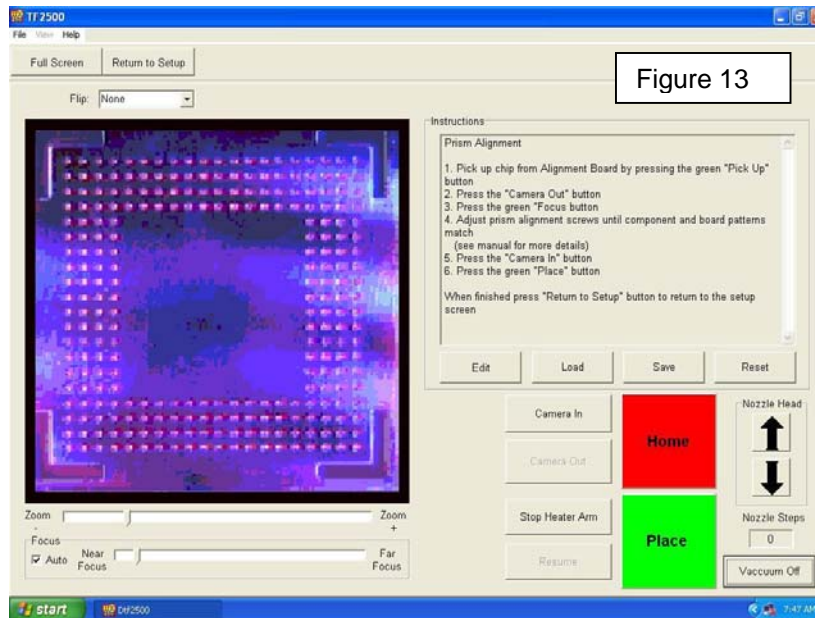 TF2500
File View Help
Full Screen Return to Setup
Figure 13
Flip: None
Instructions
Prism Alignment
1. Pick up chip from Alignment Board by pressing the green "Pick Up"
button
2. Press the "Camera Out" button
3. Press the green "Focus button
4. Adjust prism alignment screws until component and board patterns
match
(see manual for more details)
5. Press the "Camera In" button
6. Press the green "Place" button
When finished press "Return to Setup" button to return to the setup
screen
Edit Load Save Reset
Camera In
Camera Out
Home
Nozzle Head
Zoom - Zoom +
Focus
Auto Near Focus Far Focus
Stop Heater Arm
Resume
Place
Nozzle Steps
0
Vaccuum Off
start Dtf2500 7:47 AM